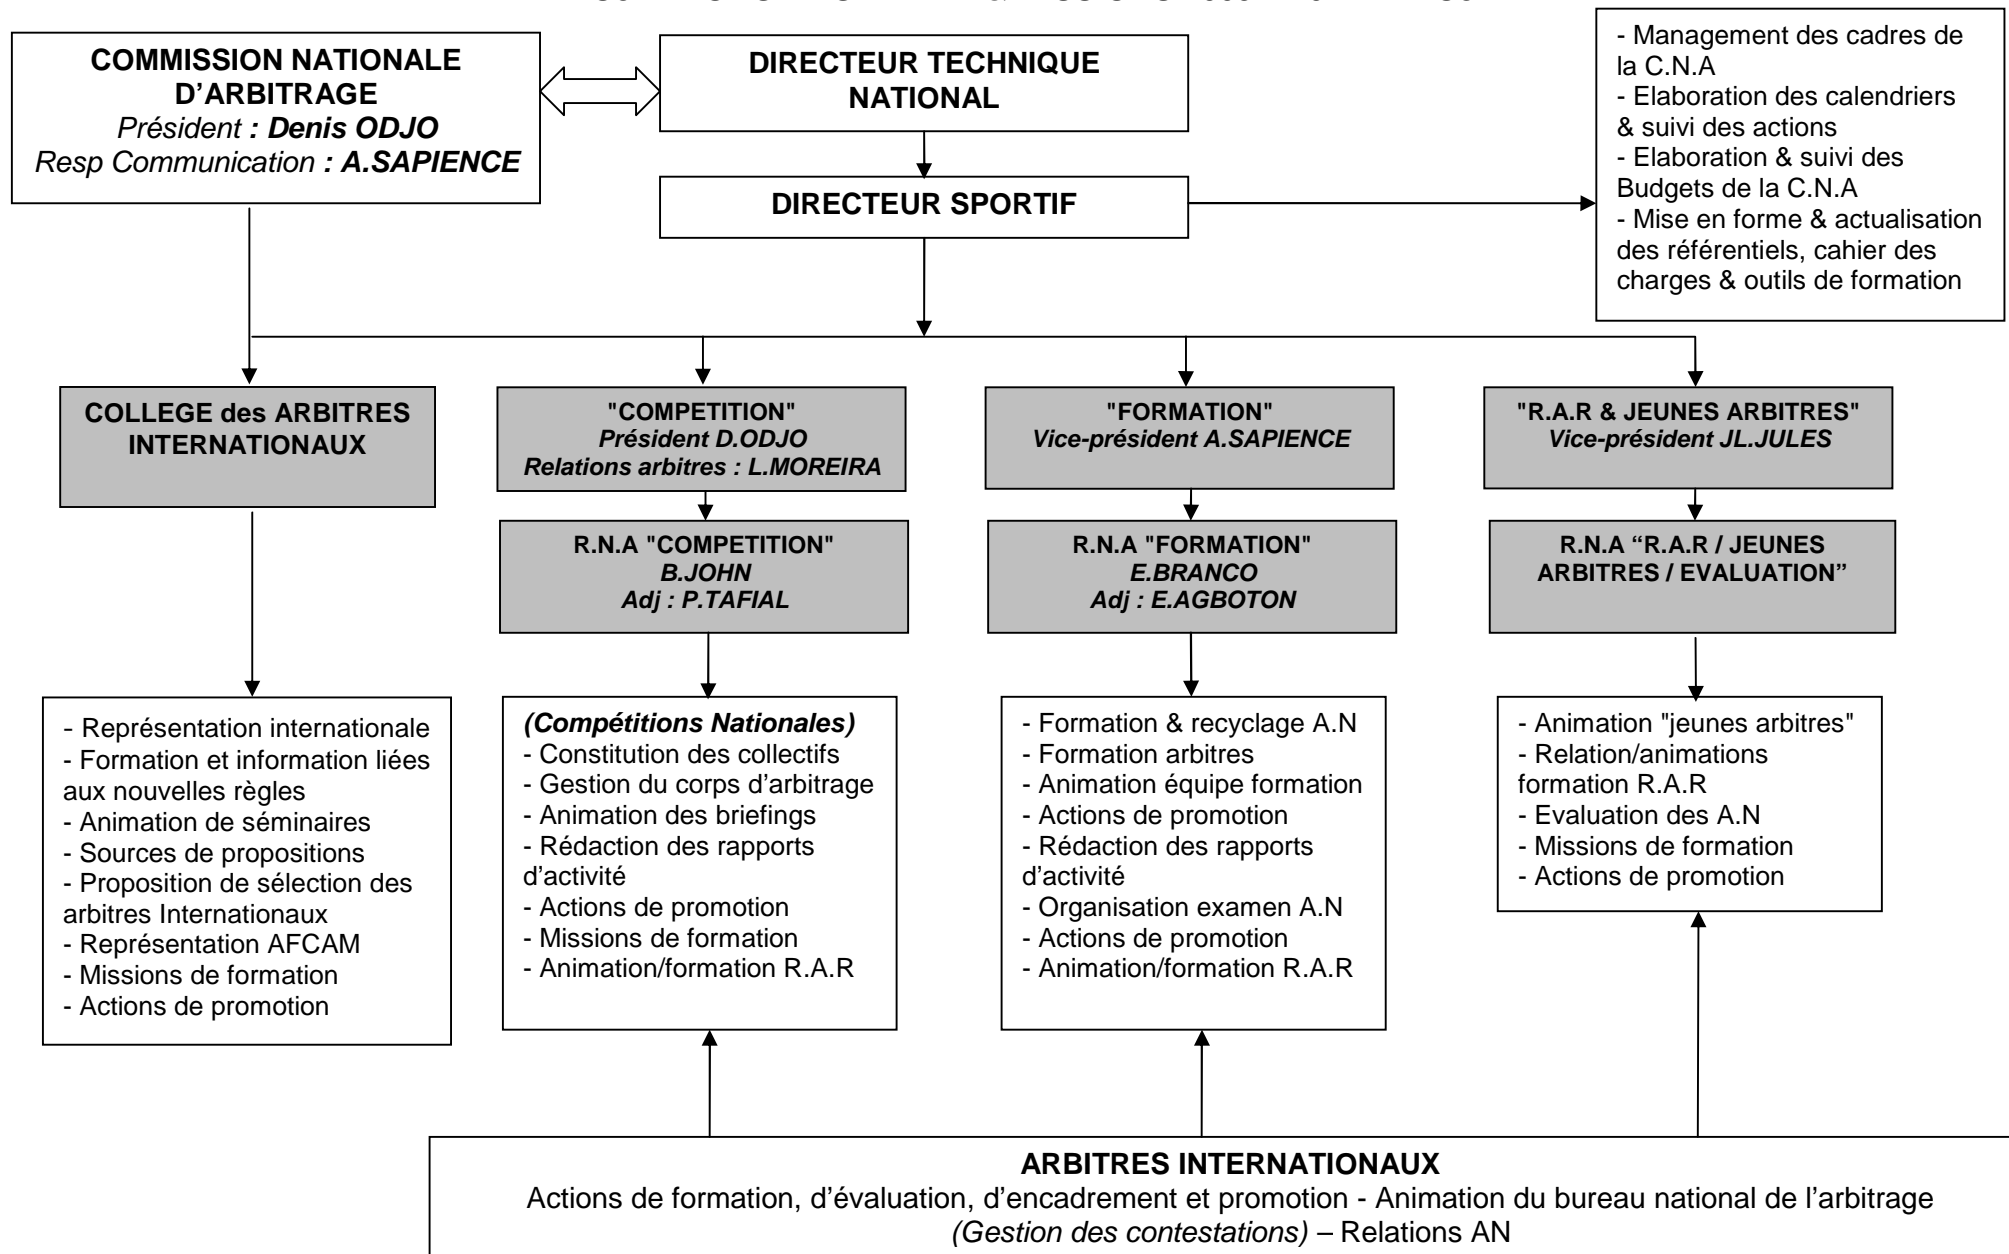 COMMISSION NATIONALE
D’ARBITRAGE
Président : Denis ODJO
Resp Communication : A.SAPIENCE
DIRECTEUR TECHNIQUE
NATIONAL
DIRECTEUR SPORTIF
- Management des cadres de
la C.N.A
- Elaboration des calendriers
& suivi des actions
- Elaboration & suivi des
Budgets de la C.N.A
- Mise en forme & actualisation
des référentiels, cahier des
charges & outils de formation
COLLEGE des ARBITRES
INTERNATIONAUX
"COMPETITION"
Président D.ODJO
Relations arbitres : L.MOREIRA
"FORMATION"
Vice-président A.SAPIENCE
"R.A.R & JEUNES ARBITRES"
Vice-président JL.JULES
R.N.A "COMPETITION"
B.JOHN
Adj : P.TAFIAL
R.N.A "FORMATION"
E.BRANCO
Adj : E.AGBOTON
R.N.A “R.A.R / JEUNES
ARBITRES / EVALUATION”
- Représentation internationale
- Formation et information liées
aux nouvelles règles
- Animation de séminaires
- Sources de propositions
- Proposition de sélection des
arbitres Internationaux
- Représentation AFCAM
- Missions de formation
- Actions de promotion
(Compétitions Nationales)
- Constitution des collectifs
- Gestion du corps d’arbitrage
- Animation des briefings
- Rédaction des rapports
d’activité
- Actions de promotion
- Missions de formation
- Animation/formation R.A.R
- Formation & recyclage A.N
- Formation arbitres
- Animation équipe formation
- Actions de promotion
- Rédaction des rapports
d’activité
- Organisation examen A.N
- Actions de promotion
- Animation/formation R.A.R
- Animation "jeunes arbitres"
- Relation/animations
formation R.A.R
- Evaluation des A.N
- Missions de formation
- Actions de promotion
ARBITRES INTERNATIONAUX
Actions de formation, d’évaluation, d’encadrement et promotion - Animation du bureau national de l’arbitrage
(Gestion des contestations) – Relations AN